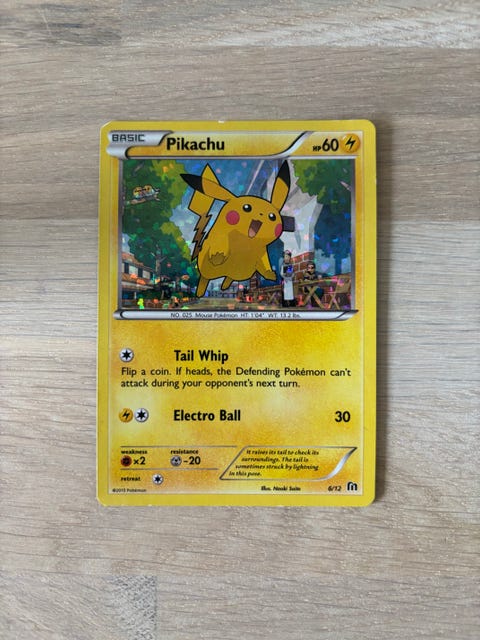 BASIC Pikachu HP60
NO. 025 Mouse Pokémon HT. 1'04" WT. 13.2 lbs.
Tail Whip
Flip a coin. If heads, the Defending Pokémon can't
attack during your opponent's next turn.
Electro Ball 30
weakness resistance
×2 -20
retreat
It raises its tail to check its
surroundings. The tail is
sometimes struck by lightning
in this pose.
©2015 Pokémon Illus. Naoki Saito 6/12